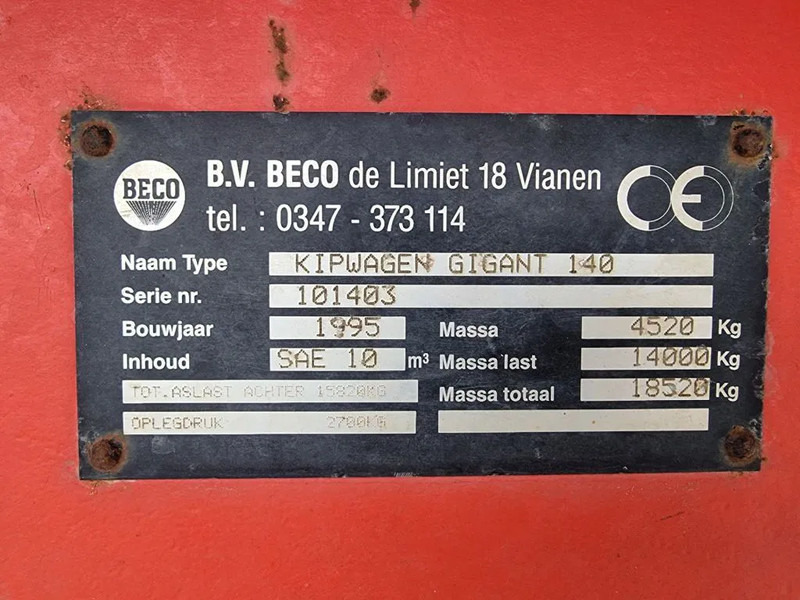 BECO
B.V. BECO de Limiet 18 Vianen
tel. : 0347 - 373 114
CE
Naam Type KIPWAGEN GIGANT 140
Serie nr. 101403
Bouwjaar 1995 Massa 4520 Kg
Inhoud SAE 10 m³ Massa last 14000 Kg
TOT.ASLAST ACHTER 15820KG Massa totaal 18520 Kg
OPLEGDRUK 2700KG